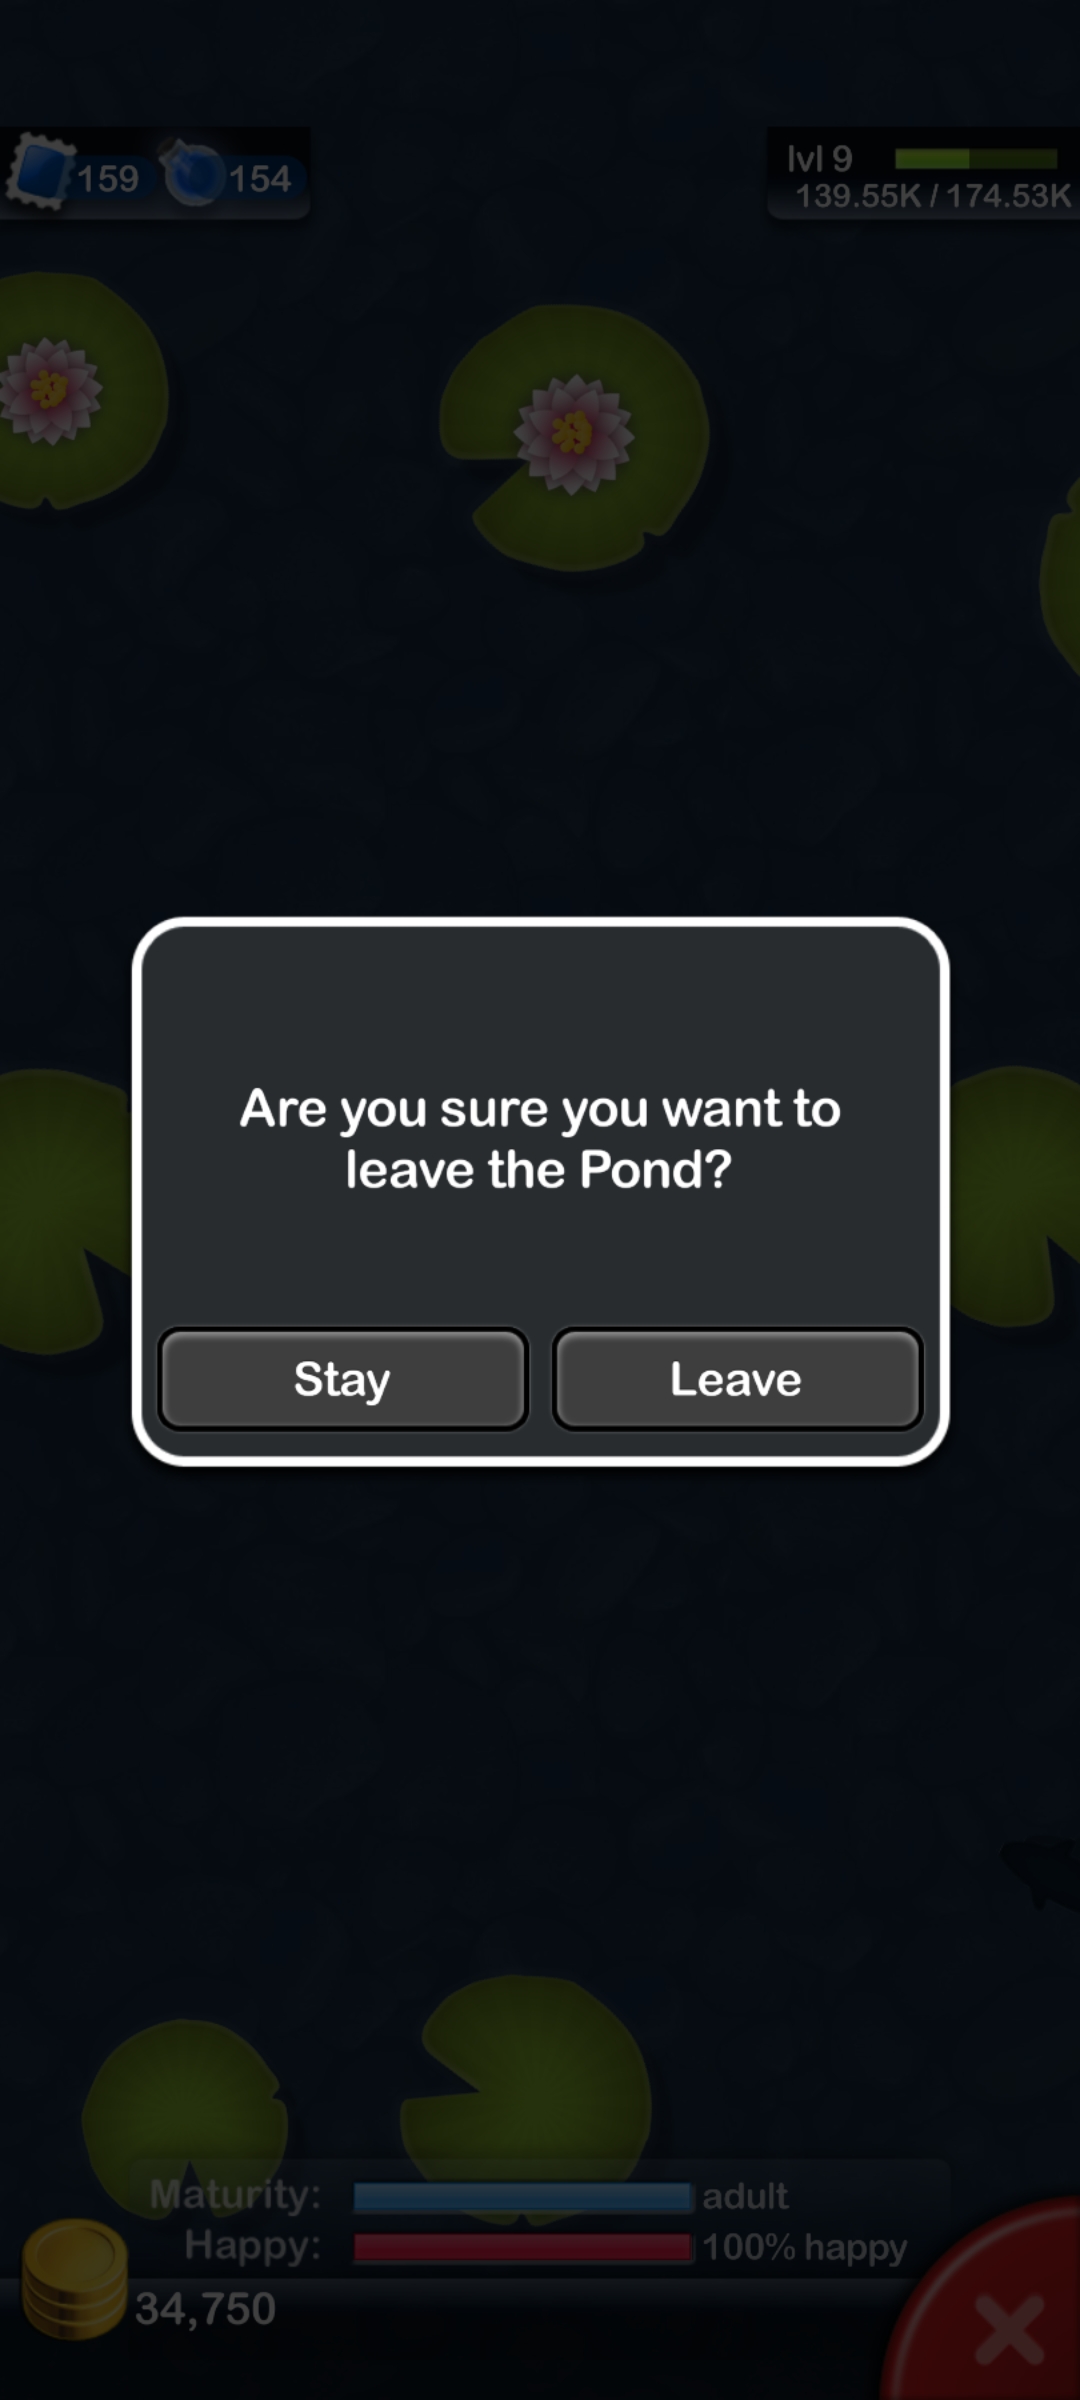 159 154
lvl 9
139.55K / 174.53K
Are you sure you want to
leave the Pond?
Stay Leave
Maturity: adult
Happy: 100% happy
34,750